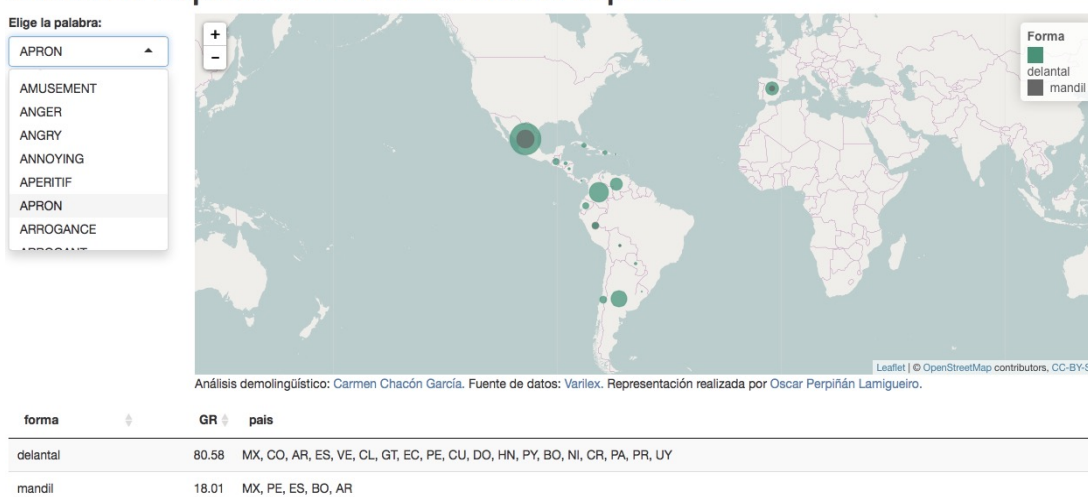 Elige la palabra:
APRON
AMUSEMENT
ANGER
ANGRY
ANNOYING
APERITIF
APRON
ARROGANCE
+
−
Forma
delantal
mandil
Leaflet | © OpenStreetMap contributors, CC-BY-S
Análisis demolingüístico: Carmen Chacón García. Fuente de datos: Varilex. Representación realizada por Oscar Perpiñán Lamigueiro.
forma GR pais
delantal 80.58 MX, CO, AR, ES, VE, CL, GT, EC, PE, CU, DO, HN, PY, BO, NI, CR, PA, PR, UY
mandil 18.01 MX, PE, ES, BO, AR